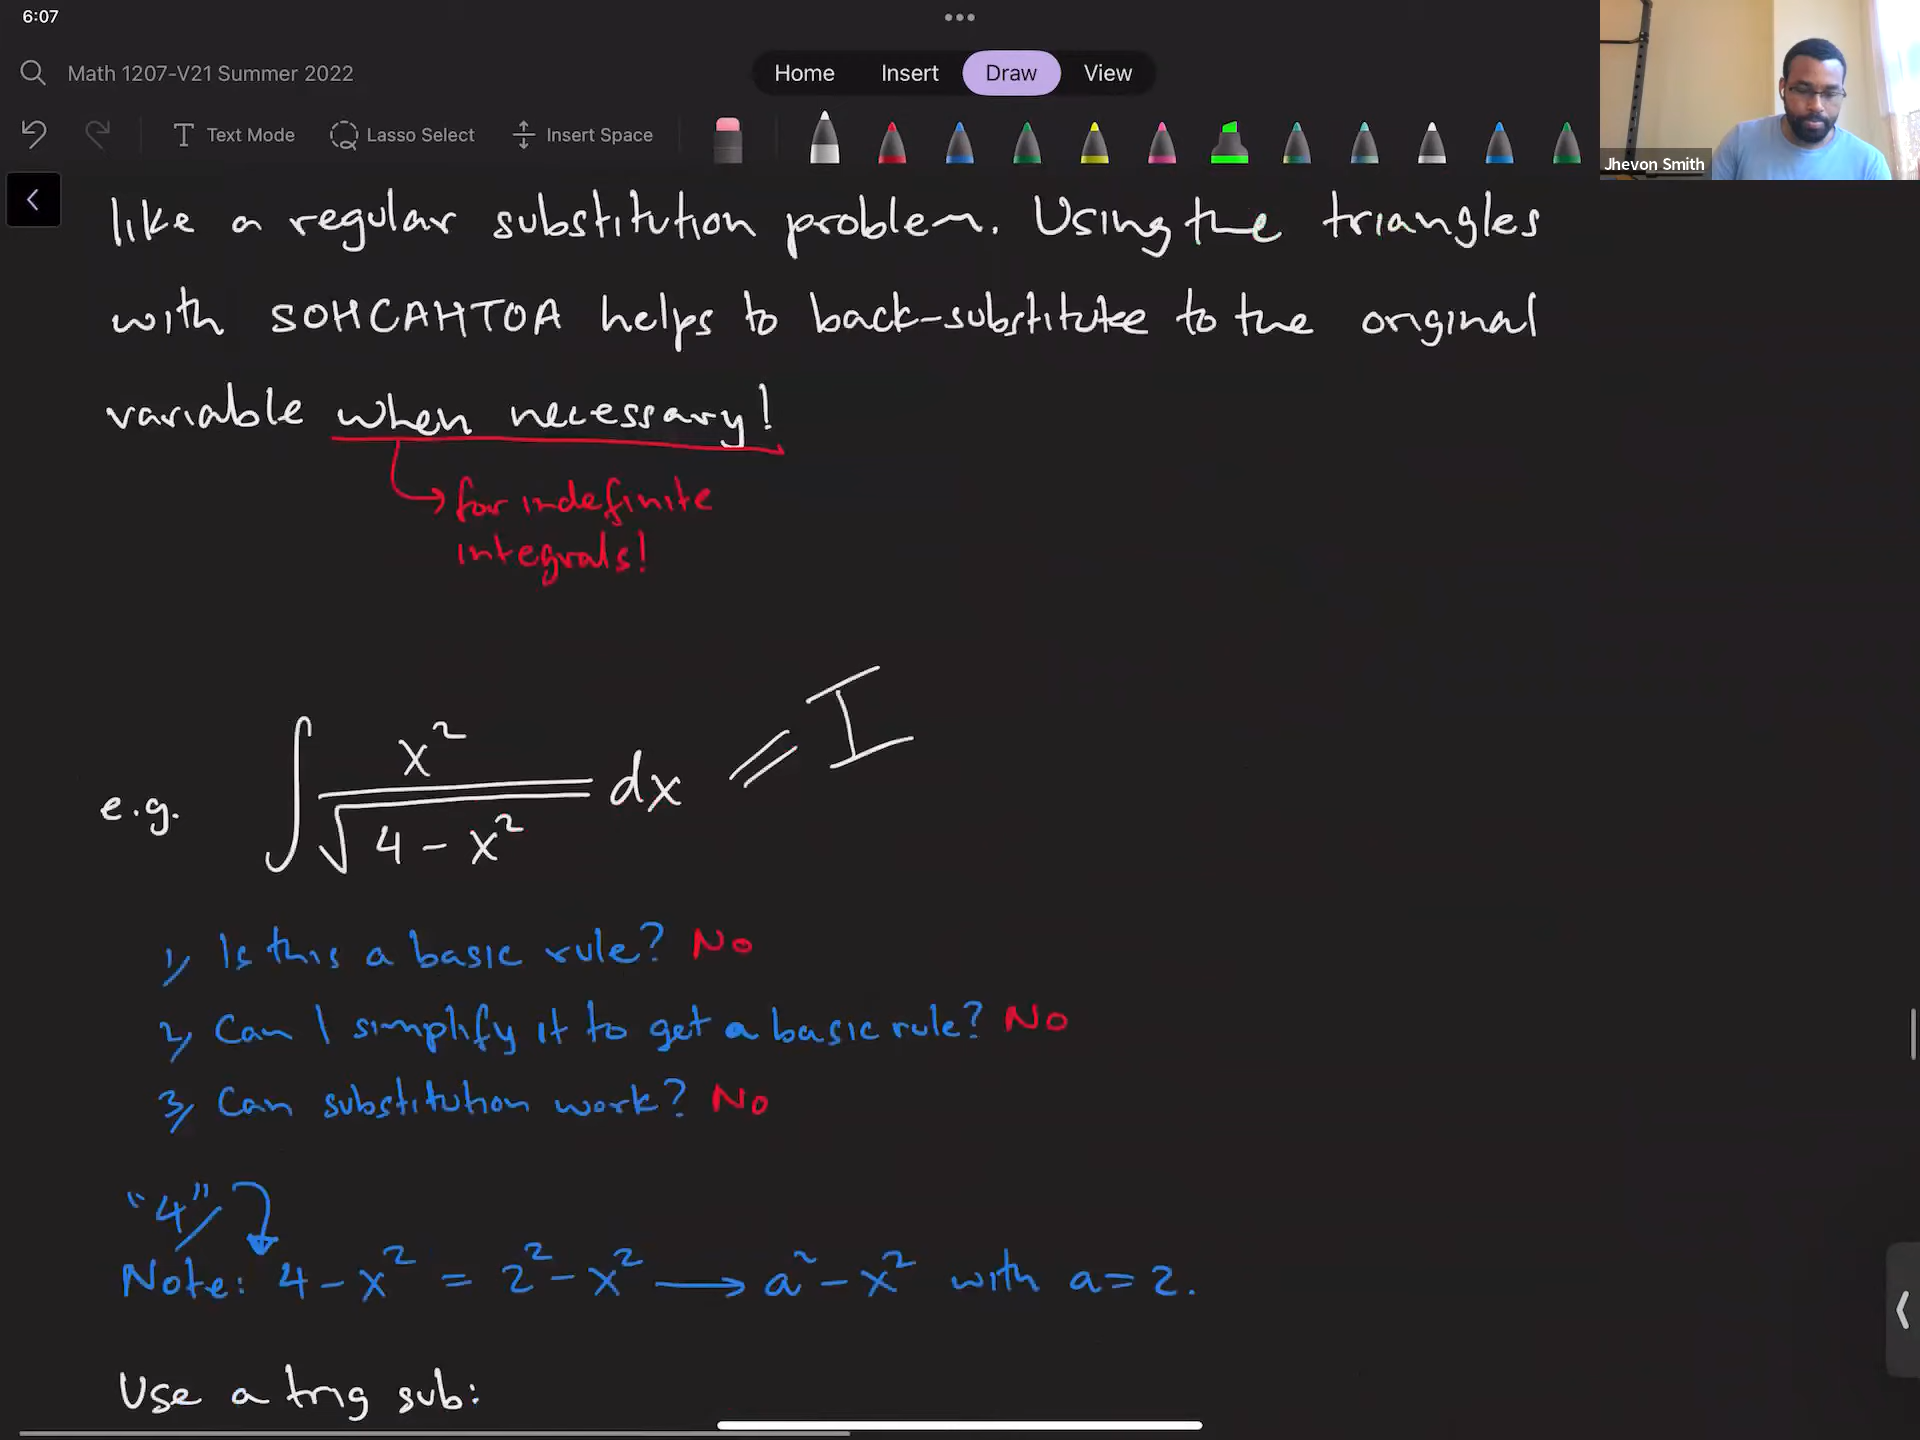 6:07
Math 1207-V21 Summer 2022
Home Insert Draw View
Text Mode Lasso Select Insert Space
Jhevon Smith
like a regular substitution problem. Using the triangles
with SOHCAHTOA helps to back-substitutee to the original
variable when necessary!
for indefinite
integrals!
e.g. ∫ x² / √(4 - x²) dx = I
1) Is this a basic rule? No
2) Can I simplify it to get a basic rule? No
3) Can substitution work? No
"4"
Note: 4 - x² = 2² - x² → a² - x² with a = 2.
Use a trig sub: